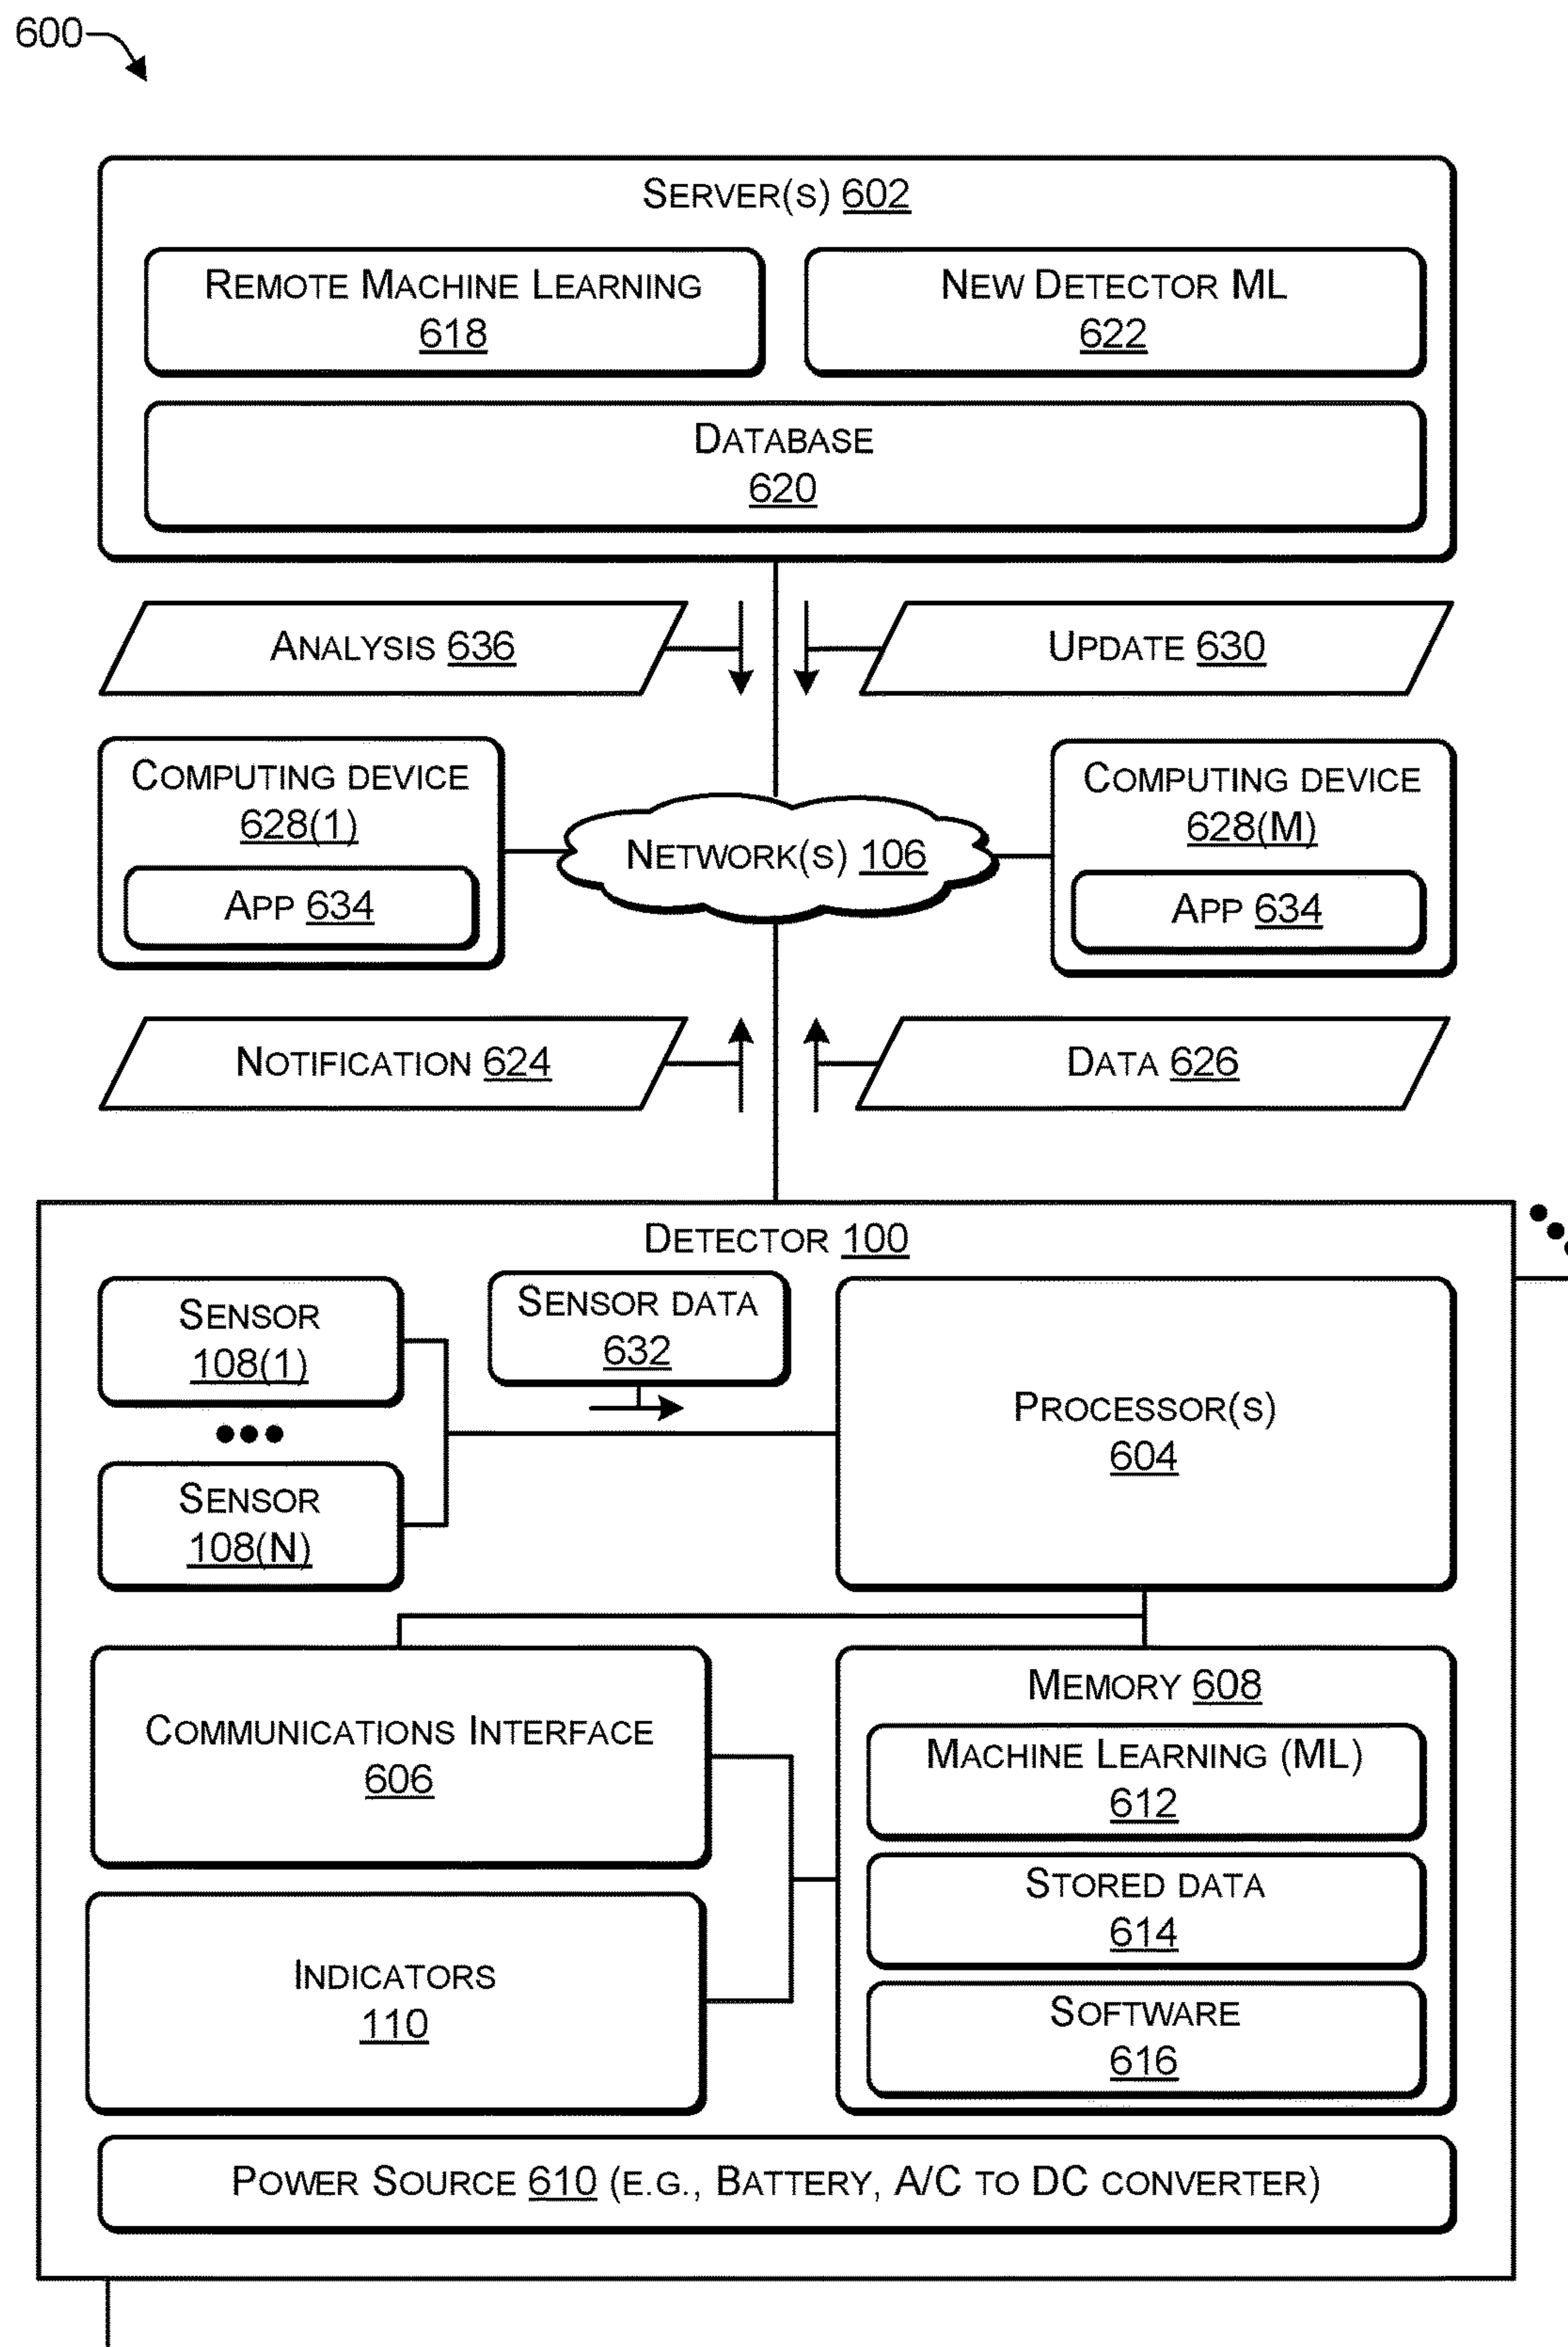 600
SERVER(S) 602
REMOTE MACHINE LEARNING
618
NEW DETECTOR ML
622
DATABASE
620
ANALYSIS 636
UPDATE 630
COMPUTING DEVICE
628(1)
APP 634
NETWORK(S) 106
COMPUTING DEVICE
628(M)
APP 634
NOTIFICATION 624
DATA 626
DETECTOR 100
SENSOR
108(1)
SENSOR DATA
632
PROCESSOR(S)
604
SENSOR
108(N)
COMMUNICATIONS INTERFACE
606
MEMORY 608
MACHINE LEARNING (ML)
612
STORED DATA
614
SOFTWARE
616
INDICATORS
110
POWER SOURCE 610 (E.G., BATTERY, A/C TO DC CONVERTER)